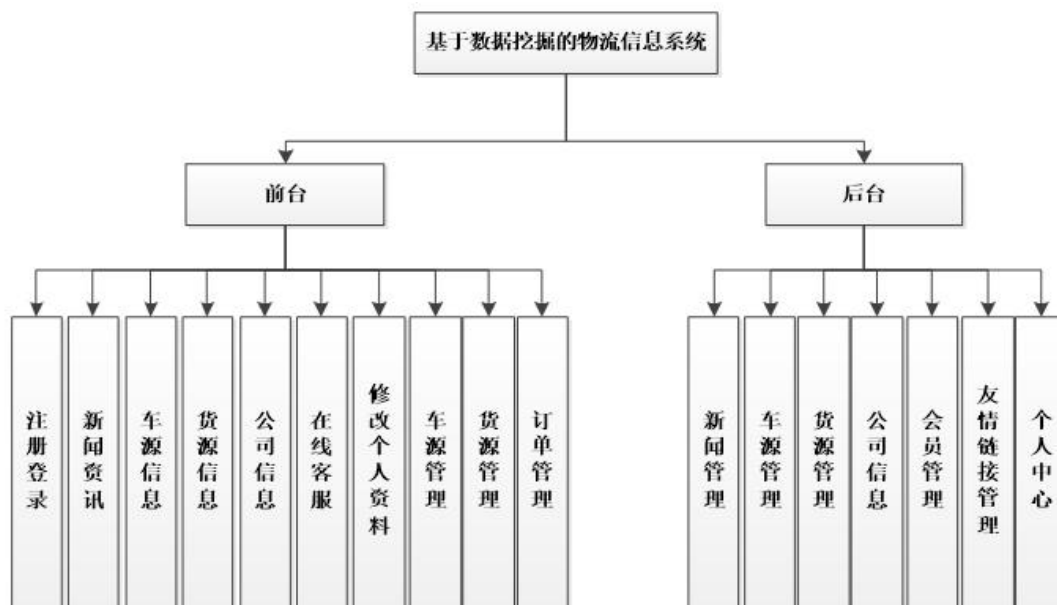 基于数据挖掘的物流信息系统
前台
后台
注册登录
新闻资讯
车源信息
货源信息
公司信息
在线客服
修改个人资料
车源管理
货源管理
订单管理
新闻管理
车源管理
货源管理
公司信息
会员管理
友情链接管理
个人中心